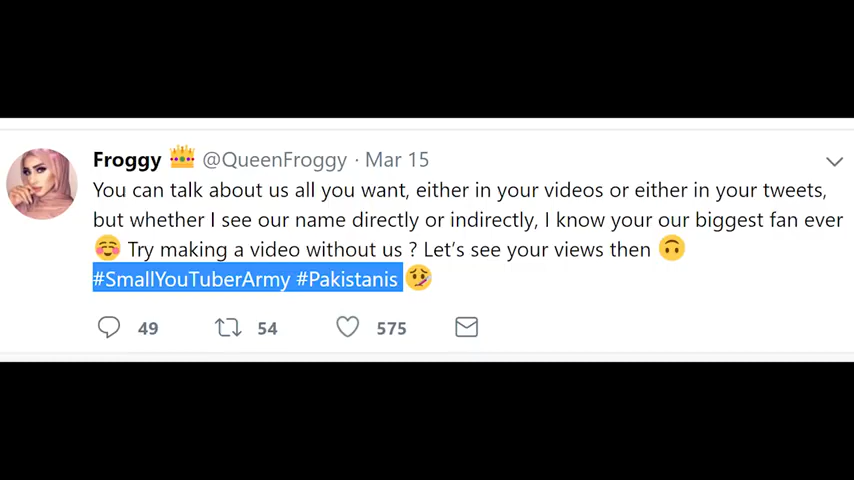 Froggy 👑 @QueenFroggy · Mar 15
You can talk about us all you want, either in your videos or either in your tweets,
but whether I see our name directly or indirectly, I know your our biggest fan ever
☺️ Try making a video without us ? Let's see your views then 🙃
#SmallYouTuberArmy #Pakistanis 🤒
49 54 575